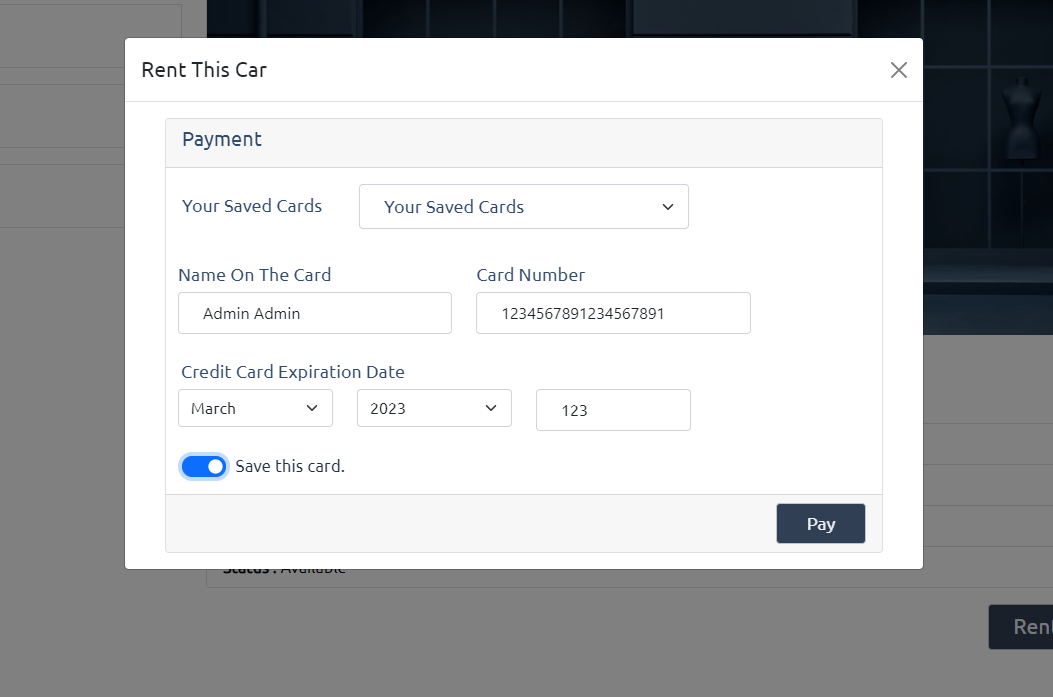 Rent This Car
Payment
Your Saved Cards
Your Saved Cards
Name On The Card
Card Number
Admin Admin
1234567891234567891
Credit Card Expiration Date
March
2023
123
Save this card.
Pay
Status : Available
Rent